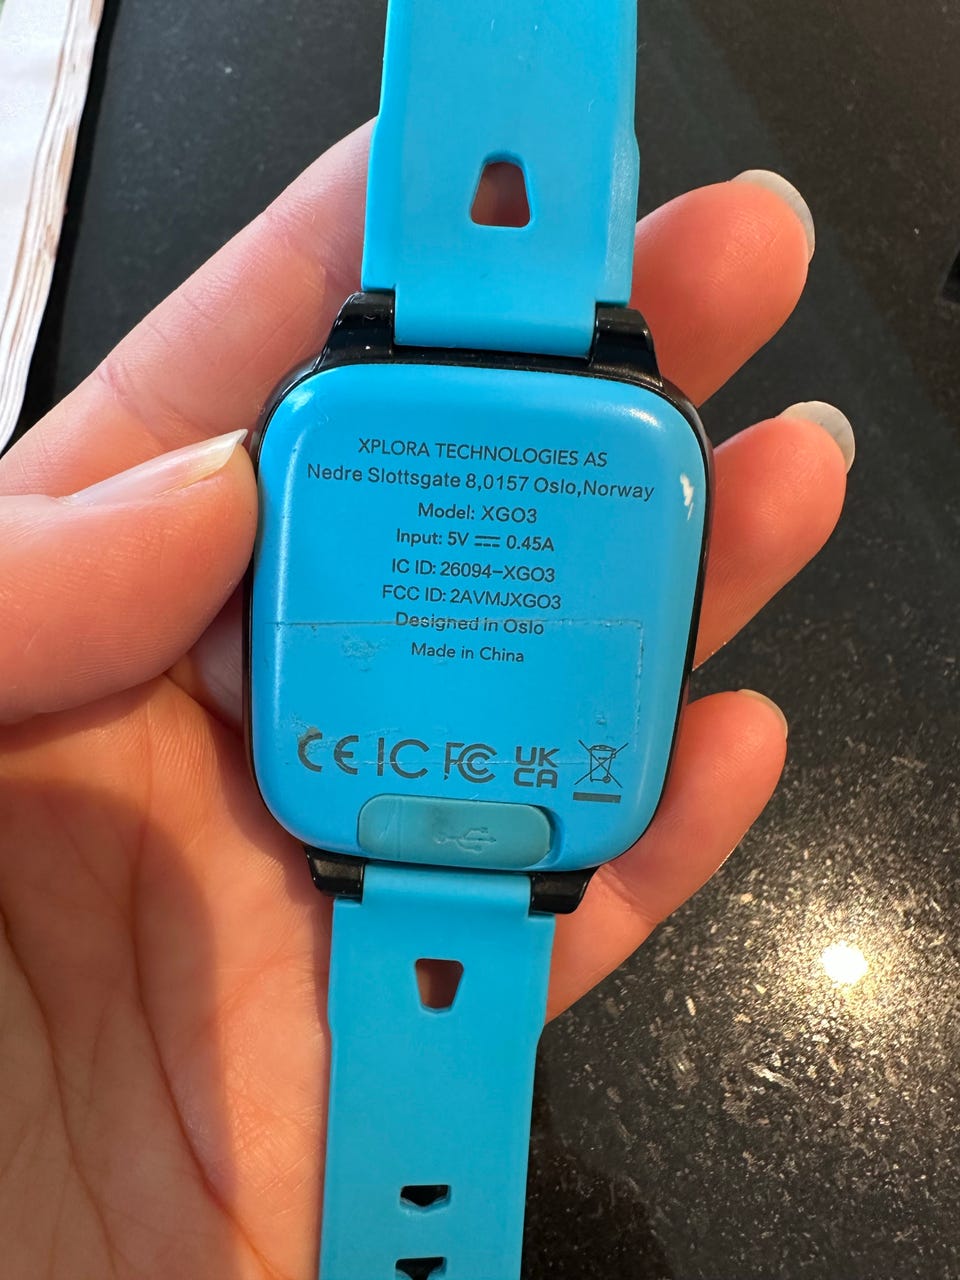 XPLORA TECHNOLOGIES AS
Nedre Slottsgate 8,0157 Oslo,Norway
Model: XGO3
Input: 5V ⎓ 0.45A
IC ID: 26094-XGO3
FCC ID: 2AVMJXGO3
Designed in Oslo
Made in China
CE IC FC UK
CA